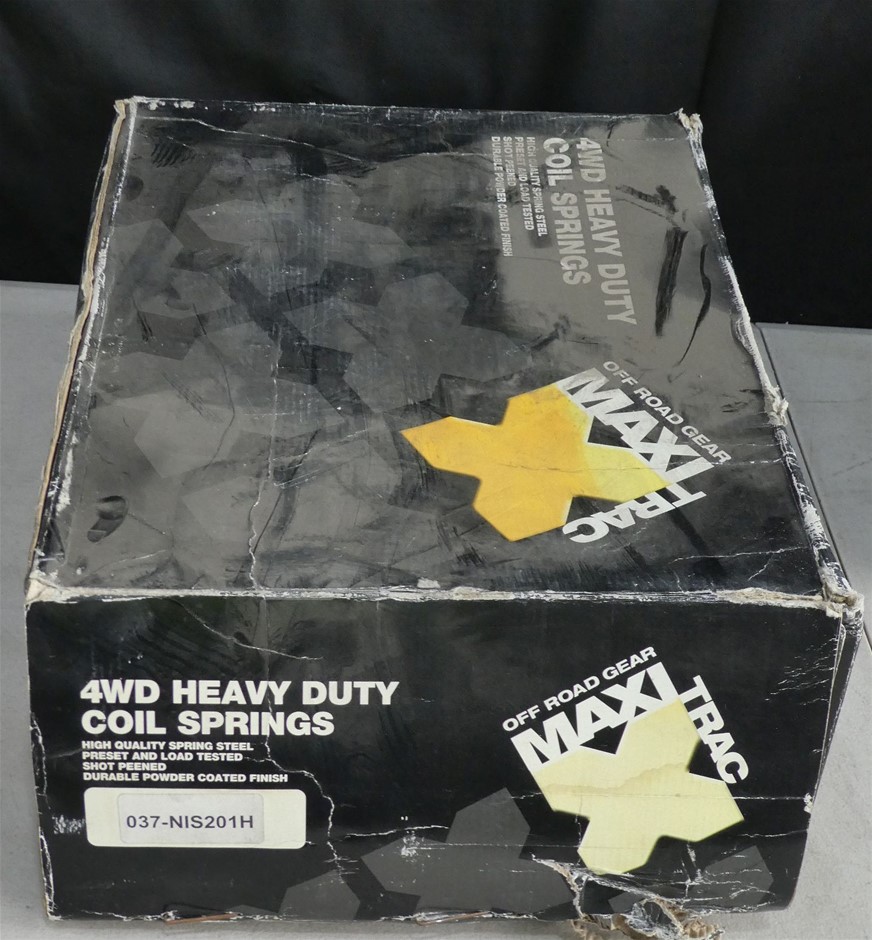 4WD HEAVY DUTY
COIL SPRINGS
HIGH QUALITY SPRING STEEL
PRESET AND LOAD TESTED
SHOT PEENED
DURABLE POWDER COATED FINISH
OFF ROAD GEAR
MAXI
TRAC
4WD HEAVY DUTY
COIL SPRINGS
HIGH QUALITY SPRING STEEL
PRESET AND LOAD TESTED
SHOT PEENED
DURABLE POWDER COATED FINISH
037-NIS201H
OFF ROAD GEAR
MAXI
TRAC